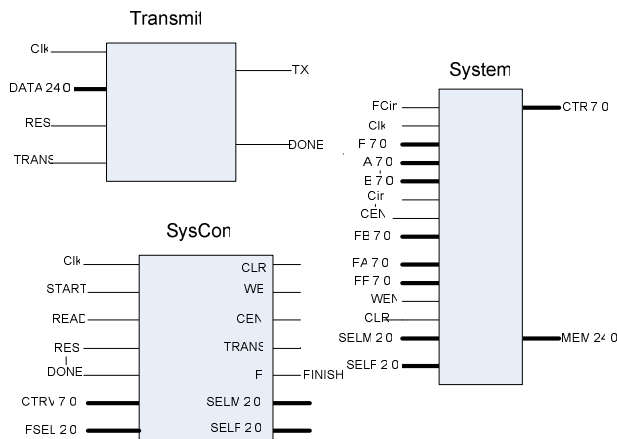 Transmit
Clk
DATA 24 0
RES
TRANS
TX
DONE
System
FCin
Clk
F 7 0
A 7 0
B 7 0
Cin
CEN
FB 7 0
FA 7 0
FF 7 0
WEN
CLR
SELM 2 0
SELF 2 0
CTR 7 0
MEM 24 0
SysCon
Clk
START
READ
RES
DONE
CTRV 7 0
FSEL 2 0
CLR
WE
CEN
TRANS
F
FINISH
SELM 2 0
SELF 2 0